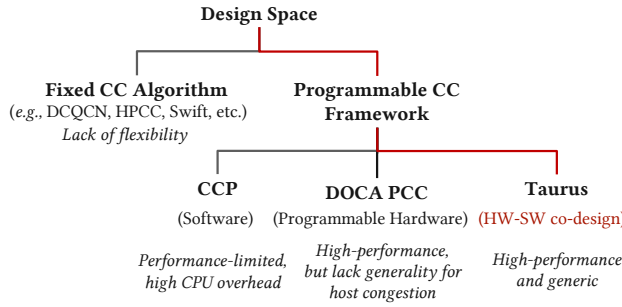 Design Space
Fixed CC Algorithm
(e.g., DCQCN, HPCC, Swift, etc.)
Lack of flexibility
Programmable CC
Framework
CCP
(Software)
Performance-limited,
high CPU overhead
DOCA PCC
(Programmable Hardware)
High-performance,
but lack generality for
host congestion
Taurus
(HW-SW co-design)
High-performance
and generic